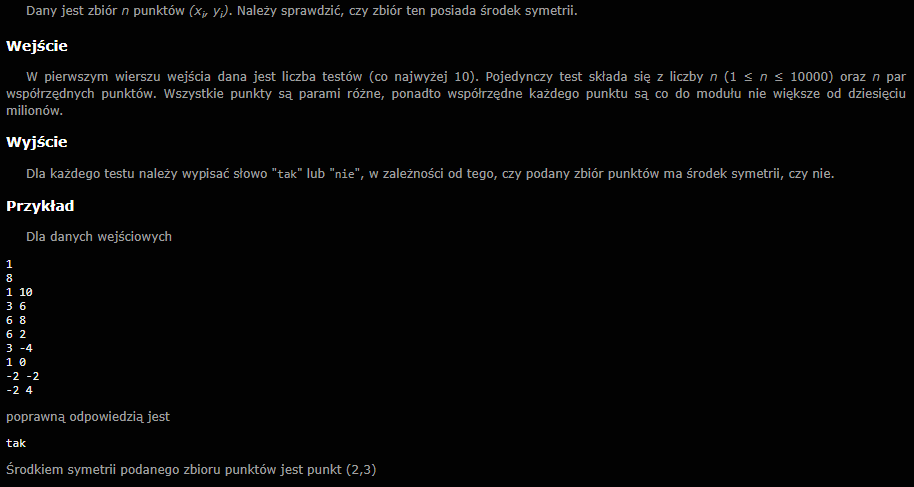 Dany jest zbiór n punktów (xi, yi). Należy sprawdzić, czy zbiór ten posiada środek symetrii.
Wejście
W pierwszym wierszu wejścia dana jest liczba testów (co najwyżej 10). Pojedynczy test składa się z liczby n (1 ≤ n ≤ 10000) oraz n par
współrzędnych punktów. Wszystkie punkty są parami różne, ponadto współrzędne każdego punktu są co do modułu nie większe od dziesięciu
milionów.
Wyjście
Dla każdego testu należy wypisać słowo "tak" lub "nie", w zależności od tego, czy podany zbiór punktów ma środek symetrii, czy nie.
Przykład
Dla danych wejściowych
1
8
1 10
3 6
6 8
6 2
3 -4
1 0
-2 -2
-2 4
poprawną odpowiedzią jest
tak
Środkiem symetrii podanego zbioru punktów jest punkt (2,3)